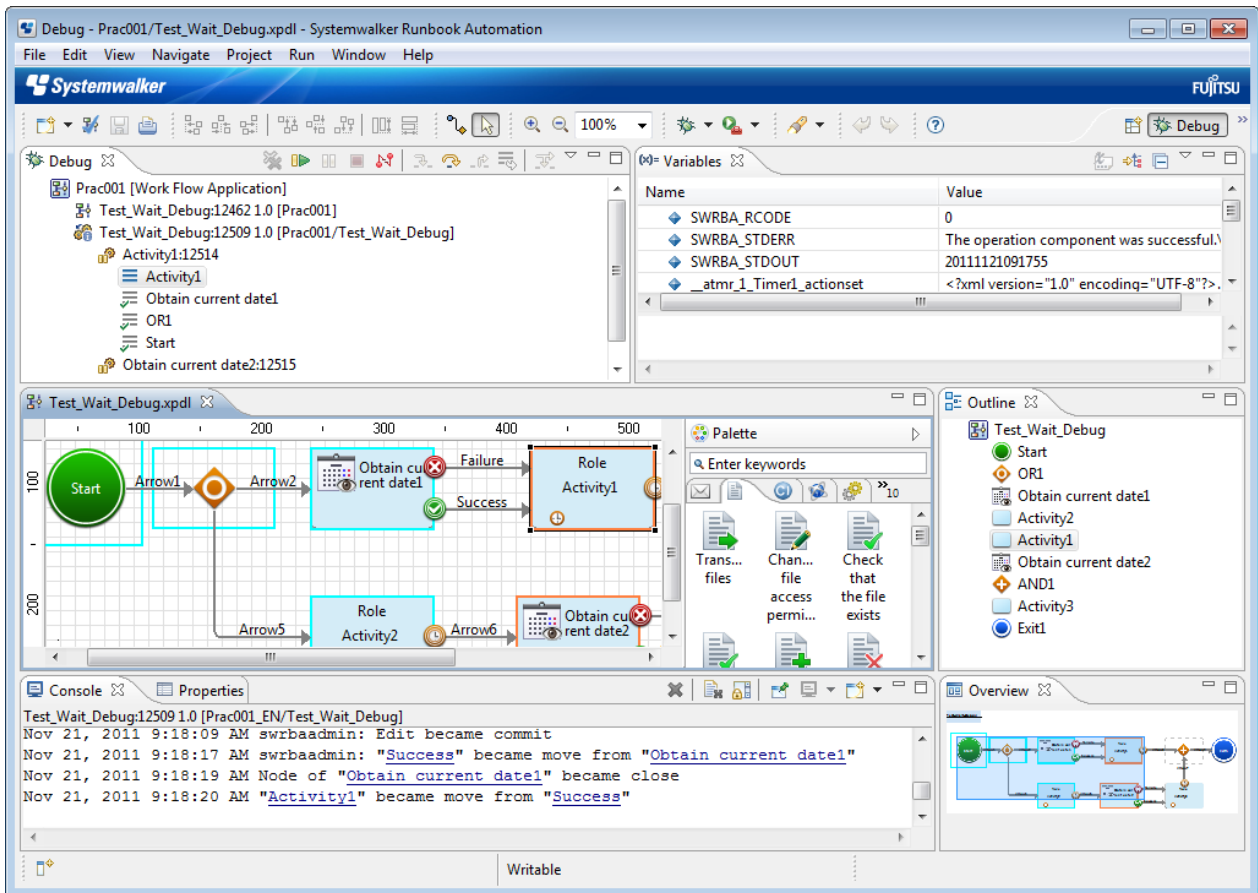 Debug - Prac001/Test_Wait_Debug.xpdl - Systemwalker Runbook Automation
File Edit View Navigate Project Run Window Help
Systemwalker
FUJITSU
100%
Debug
Debug
Prac001 [Work Flow Application]
Test_Wait_Debug:12462 1.0 [Prac001]
Test_Wait_Debug:12509 1.0 [Prac001/Test_Wait_Debug]
Activity1:12514
Activity1
Obtain current date1
OR1
Start
Obtain current date2:12515
(x)= Variables
Name Value
SWRBA_RCODE 0
SWRBA_STDERR The operation component was successful.\
SWRBA_STDOUT 20111121091755
__atmr_1_Timer1_actionset <?xml version="1.0" encoding="UTF-8"?>.
Test_Wait_Debug.xpdl
100 200 300 400 500
100
200
Start
Arrow1
Arrow2
Obtain cu
rent date1
Failure
Success
Role
Activity1
Arrow5
Role
Activity2
Arrow6
Obtain cu
rent date2
Palette
Enter keywords
»10
Trans...
files
Chan...
file
access
permi...
Check
that
the file
exists
Outline
Test_Wait_Debug
Start
OR1
Obtain current date1
Activity2
Activity1
Obtain current date2
AND1
Activity3
Exit1
Console Properties
Test_Wait_Debug:12509 1.0 [Prac001_EN/Test_Wait_Debug]
Nov 21, 2011 9:18:09 AM swrbaadmin: Edit became commit
Nov 21, 2011 9:18:17 AM swrbaadmin: "Success" became move from "Obtain current date1"
Nov 21, 2011 9:18:19 AM Node of "Obtain current date1" became close
Nov 21, 2011 9:18:20 AM "Activity1" became move from "Success"
Overview
Writable